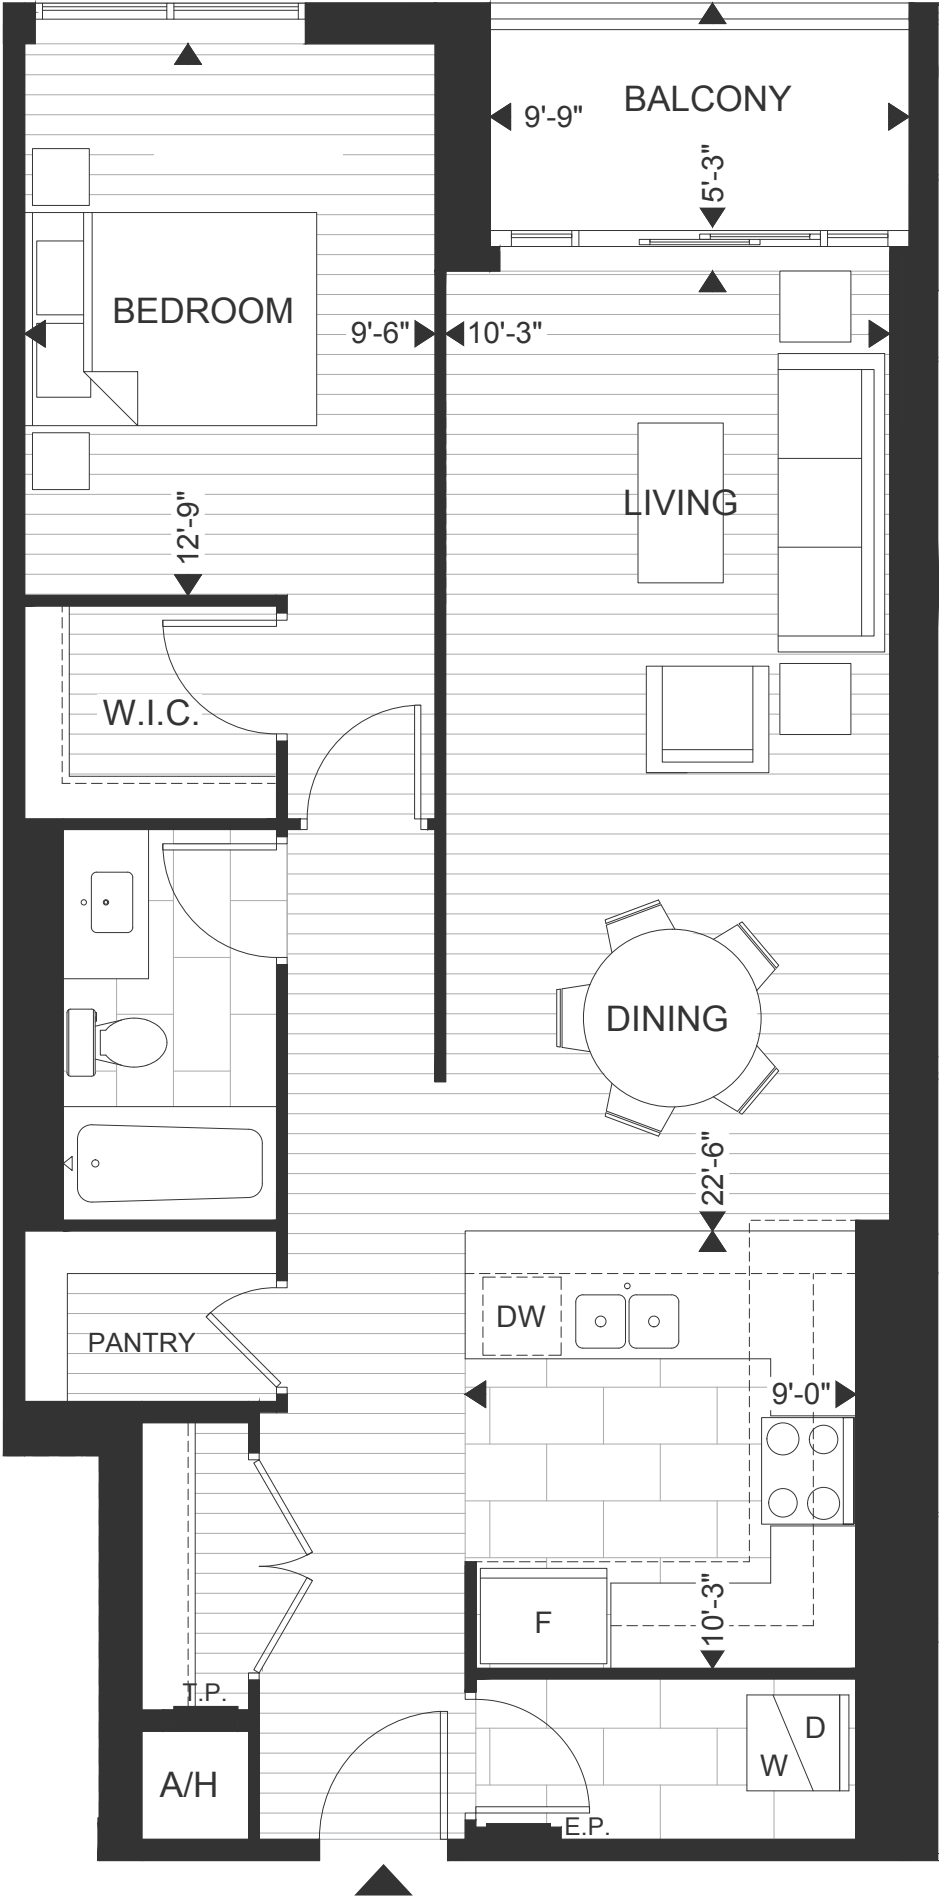 BALCONY
9'-9"
5'-3"
BEDROOM
9'-6"
10'-3"
LIVING
12'-9"
W.I.C.
DINING
22'-6"
DW
PANTRY
9'-0"
10'-3"
F
T.P.
D
W
A/H
E.P.